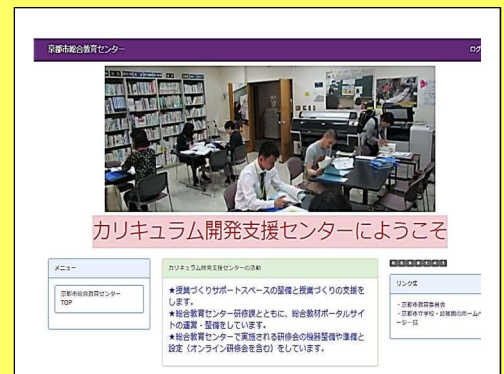 京都市総合教育センター
ログ
カリキュラム開発支援センターにようこそ
メニュー
京都市総合教育センター
TOP
カリキュラム開発支援センターの活動
★授業づくりサポートスペースの整備と授業づくりの支援を
します。
★総合教育センター研修課とともに、総合教材ポータルサイ
トの運営・整備をしています。
★総合教育センターで実施される研修会の機器整備や準備と
設定（オンライン研修会を含む）をしています。
リンク集
・京都市教育委員会
・京都市立学校・幼稚園のホームペ
ージ一覧